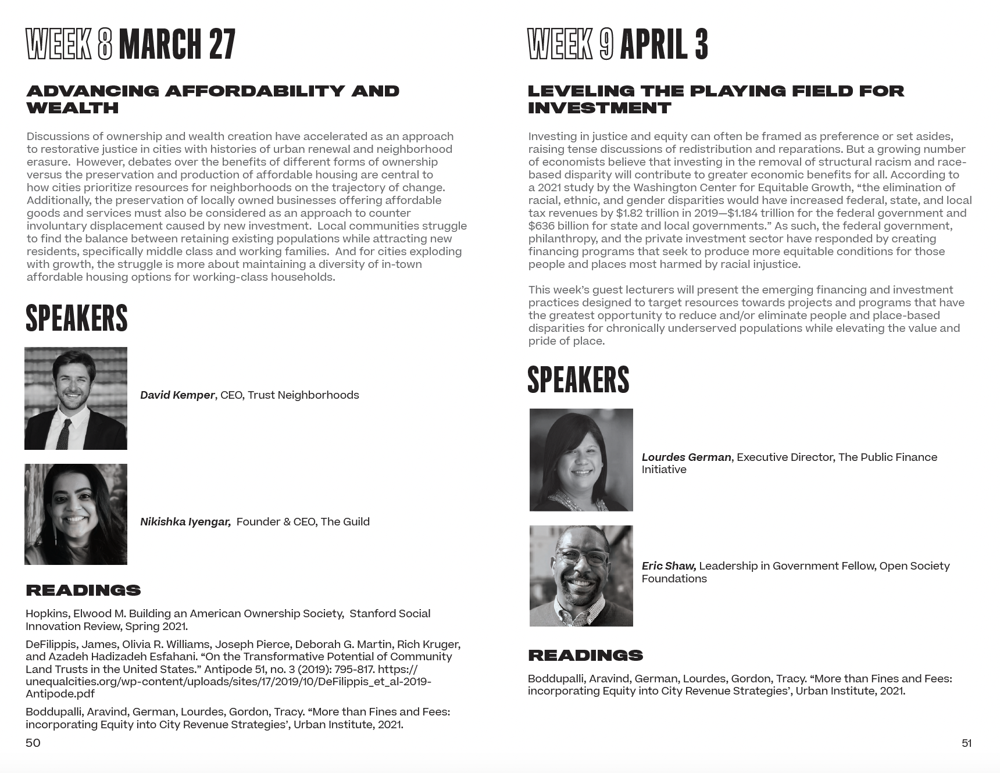 WEEK 8 MARCH 27
ADVANCING AFFORDABILITY AND
WEALTH
Discussions of ownership and wealth creation have accelerated as an approach
to restorative justice in cities with histories of urban renewal and neighborhood
erasure.  However, debates over the benefits of different forms of ownership
versus the preservation and production of affordable housing are central to
how cities prioritize resources for neighborhoods on the trajectory of change.
Additionally, the preservation of locally owned businesses offering affordable
goods and services must also be considered as an approach to counter
involuntary displacement caused by new investment.  Local communities struggle
to find the balance between retaining existing populations while attracting new
residents, specifically middle class and working families.  And for cities exploding
with growth, the struggle is more about maintaining a diversity of in-town
affordable housing options for working-class households.
SPEAKERS
David Kemper, CEO, Trust Neighborhoods
Nikishka Iyengar,  Founder & CEO, The Guild
READINGS
Hopkins, Elwood M. Building an American Ownership Society,  Stanford Social
Innovation Review, Spring 2021.
DeFilippis, James, Olivia R. Williams, Joseph Pierce, Deborah G. Martin, Rich Kruger,
and Azadeh Hadizadeh Esfahani. “On the Transformative Potential of Community
Land Trusts in the United States.” Antipode 51, no. 3 (2019): 795-817. https://
unequalcities.org/wp-content/uploads/sites/17/2019/10/DeFilippis_et_al-2019-
Antipode.pdf
Boddupalli, Aravind, German, Lourdes, Gordon, Tracy. “More than Fines and Fees:
incorporating Equity into City Revenue Strategies’, Urban Institute, 2021.
50
WEEK 9 APRIL 3
LEVELING THE PLAYING FIELD FOR
INVESTMENT
Investing in justice and equity can often be framed as preference or set asides,
raising tense discussions of redistribution and reparations. But a growing number
of economists believe that investing in the removal of structural racism and race-
based disparity will contribute to greater economic benefits for all. According to
a 2021 study by the Washington Center for Equitable Growth, “the elimination of
racial, ethnic, and gender disparities would have increased federal, state, and local
tax revenues by $1.82 trillion in 2019—$1.184 trillion for the federal government and
$636 billion for state and local governments.” As such, the federal government,
philanthropy, and the private investment sector have responded by creating
financing programs that seek to produce more equitable conditions for those
people and places most harmed by racial injustice.
This week’s guest lecturers will present the emerging financing and investment
practices designed to target resources towards projects and programs that have
the greatest opportunity to reduce and/or eliminate people and place-based
disparities for chronically underserved populations while elevating the value and
pride of place.
SPEAKERS
Lourdes German, Executive Director, The Public Finance
Initiative
Eric Shaw, Leadership in Government Fellow, Open Society
Foundations
READINGS
Boddupalli, Aravind, German, Lourdes, Gordon, Tracy. “More than Fines and Fees:
incorporating Equity into City Revenue Strategies’, Urban Institute, 2021.
51